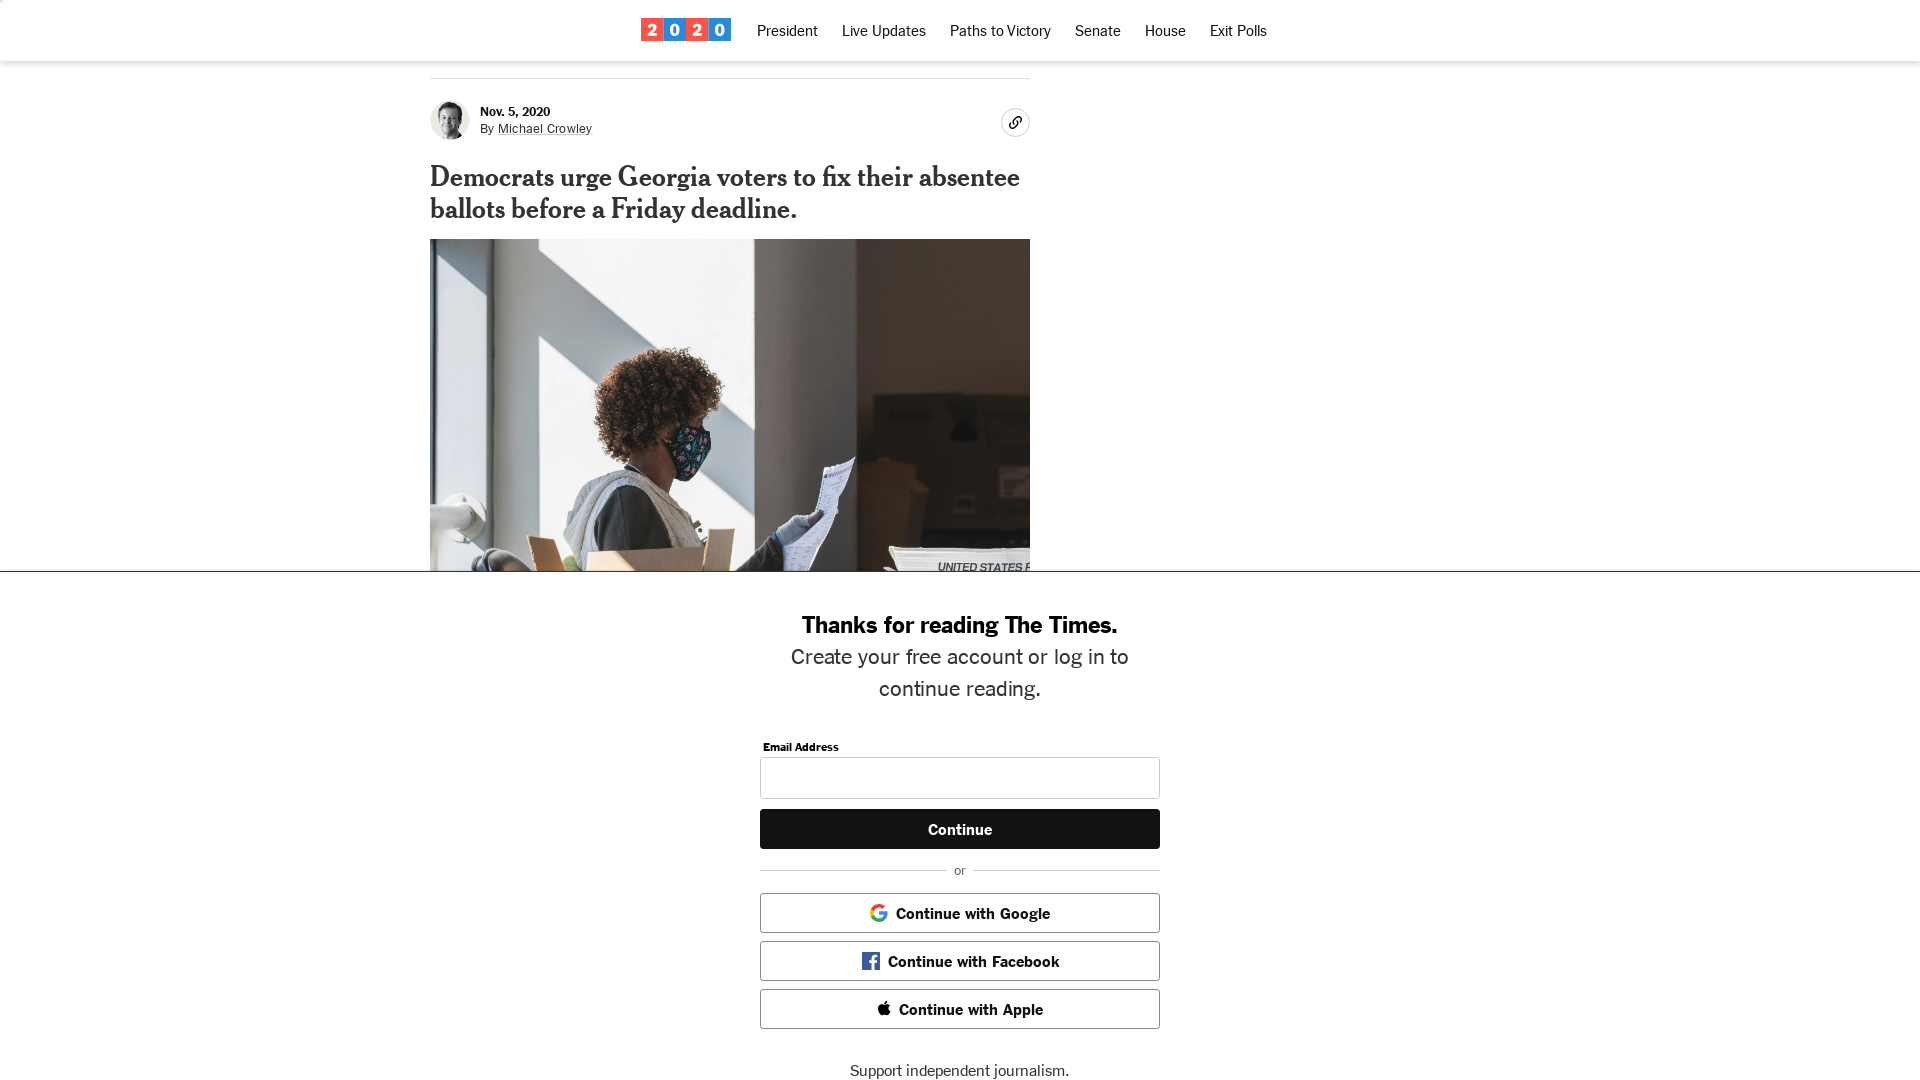 2020 President Live Updates Paths to Victory Senate House Exit Polls
Nov. 5, 2020
By Michael Crowley
Democrats urge Georgia voters to fix their absentee
ballots before a Friday deadline.
UNITED STATES P
Thanks for reading The Times.
Create your free account or log in to
continue reading.
Email Address
Continue
or
Continue with Google
Continue with Facebook
Continue with Apple
Support independent journalism.